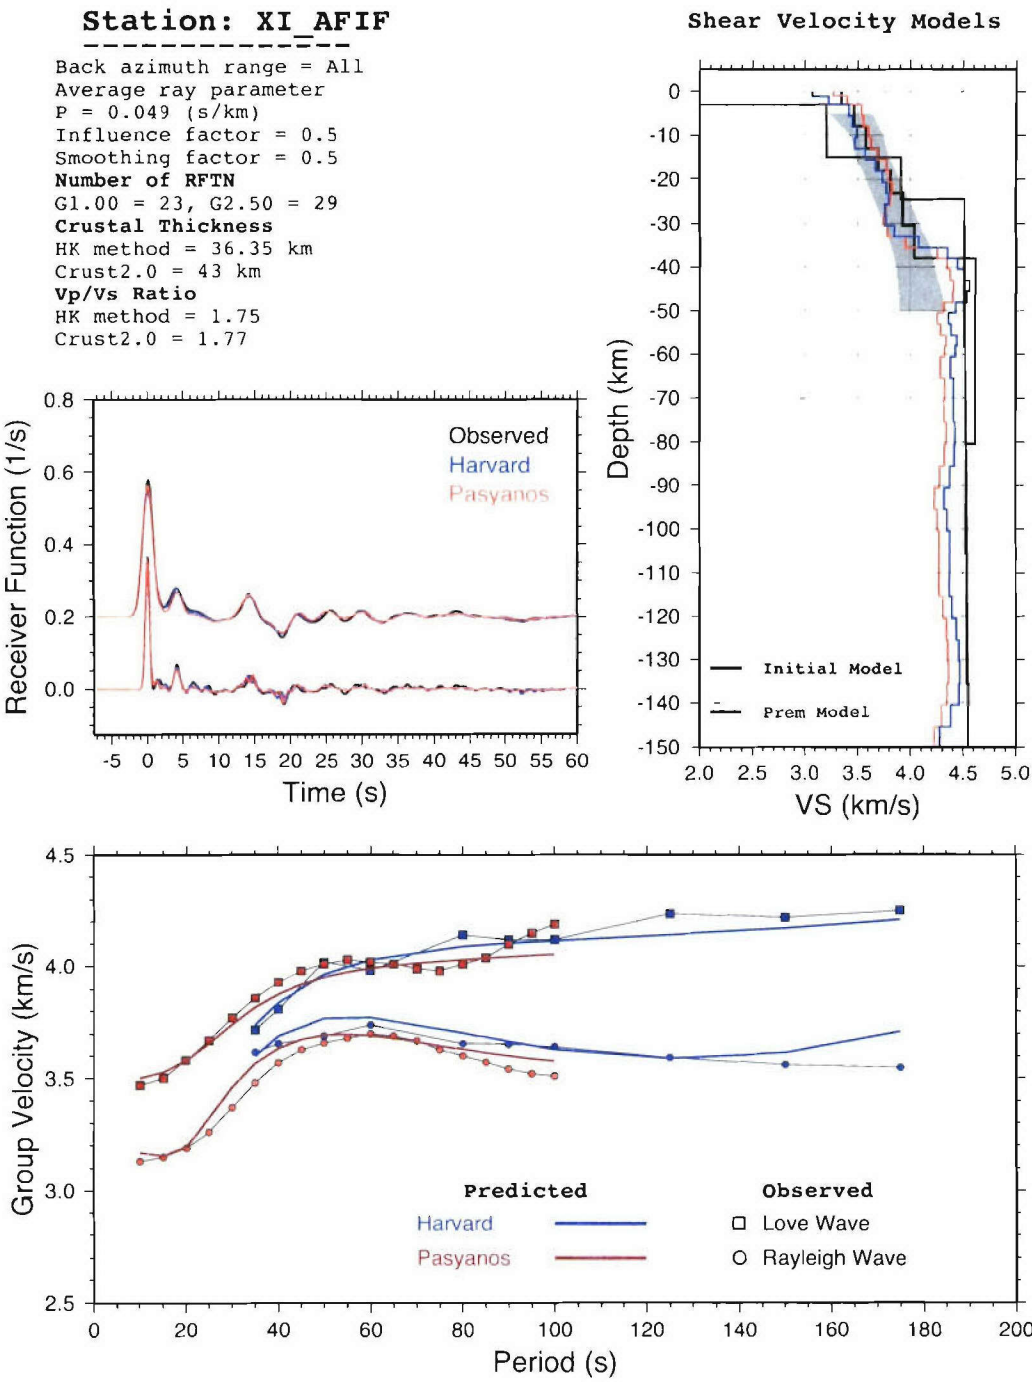 Station: XI_AFIF
Back azimuth range = All
Average ray parameter
P = 0.049 (s/km)
Influence factor = 0.5
Smoothing factor = 0.5
Number of RFTN
G1.00 = 23, G2.50 = 29
Crustal Thickness
HK method = 36.35 km
Crust2.0 = 43 km
Vp/Vs Ratio
HK method = 1.75
Crust2.0 = 1.77
Shear Velocity Models
0
-10
-20
-30
-40
-50
-60
-70
-80
-90
-100
-110
-120
-130
-140
-150
Depth (km)
Initial Model
Prem Model
2.0 2.5 3.0 3.5 4.0 4.5 5.0
VS (km/s)
0.8
0.6
0.4
0.2
0.0
Receiver Function (1/s)
Observed
Harvard
Pasyanos
-5 0 5 10 15 20 25 30 35 40 45 50 55 60
Time (s)
4.5
4.0
3.5
3.0
2.5
Group Velocity (km/s)
Predicted Observed
Harvard Love Wave
Pasyanos Rayleigh Wave
0 20 40 60 80 100 120 140 160 180 200
Period (s)